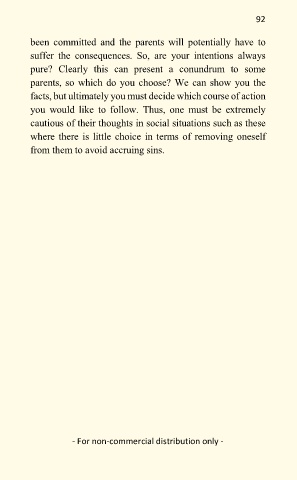 92
been committed and the parents will potentially have to
suffer the consequences. So, are your intentions always
pure? Clearly this can present a conundrum to some
parents, so which do you choose? We can show you the
facts, but ultimately you must decide which course of action
you would like to follow. Thus, one must be extremely
cautious of their thoughts in social situations such as these
where there is little choice in terms of removing oneself
from them to avoid accruing sins.
- For non-commercial distribution only -